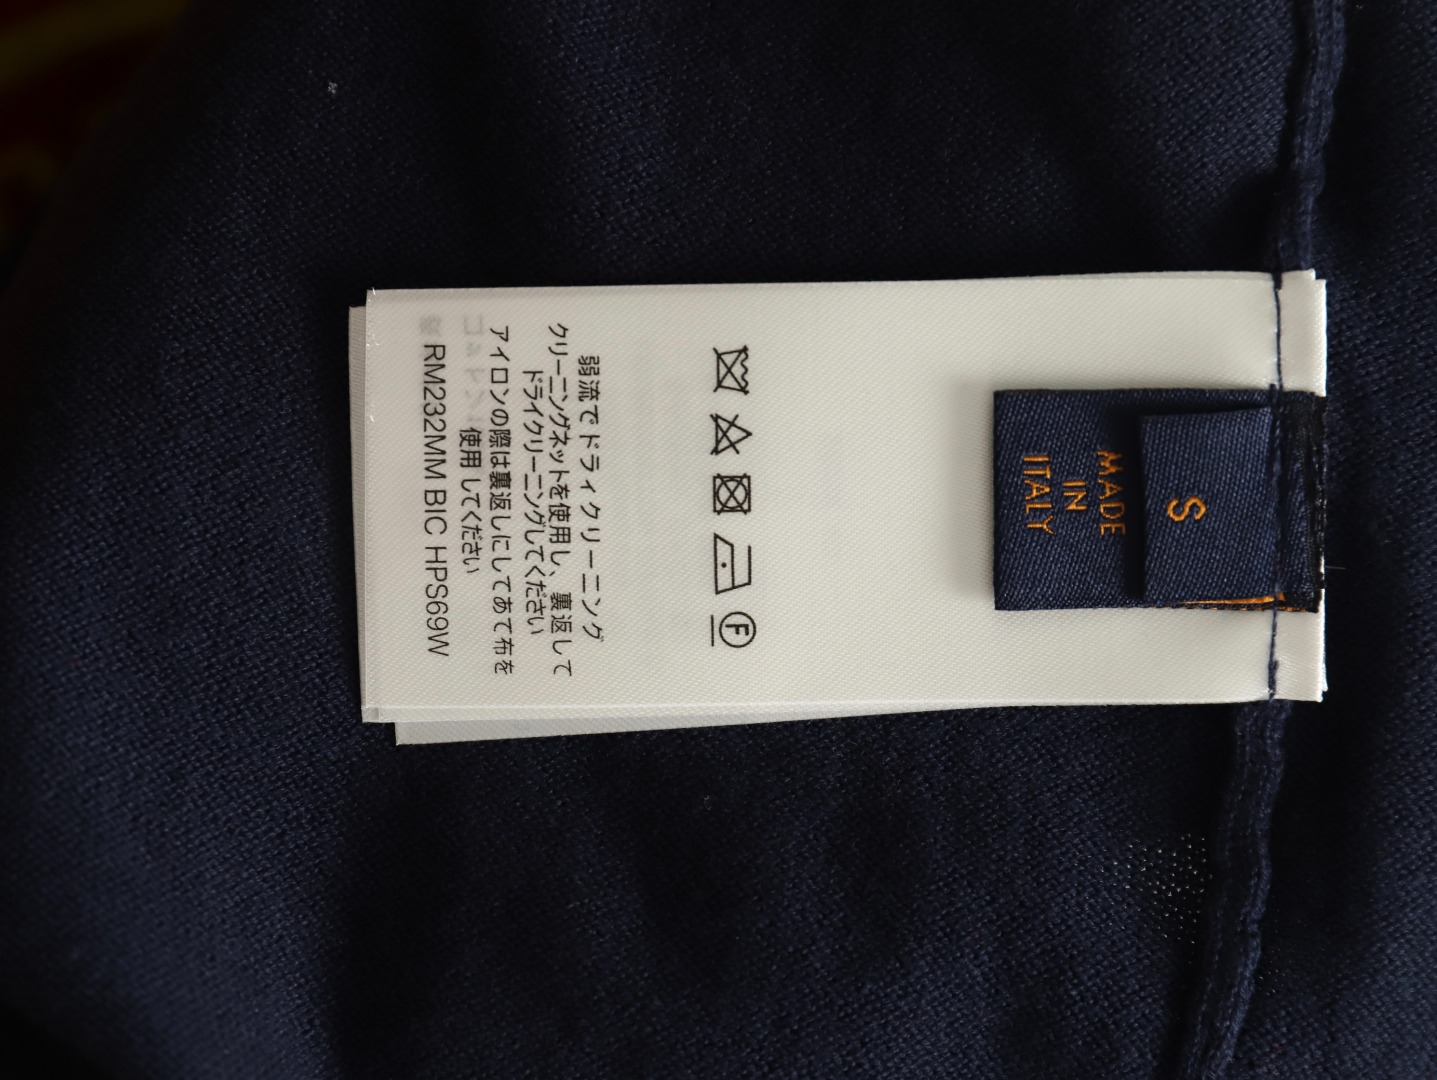 S
MADE
IN
ITALY
F
弱流でドライクリーニング
クリーニングネットを使用し、裏返して
ドライクリーニングしてください
アイロンの際は裏返しにしてあて布を
使用してください
RM232MM BIC HPS69W